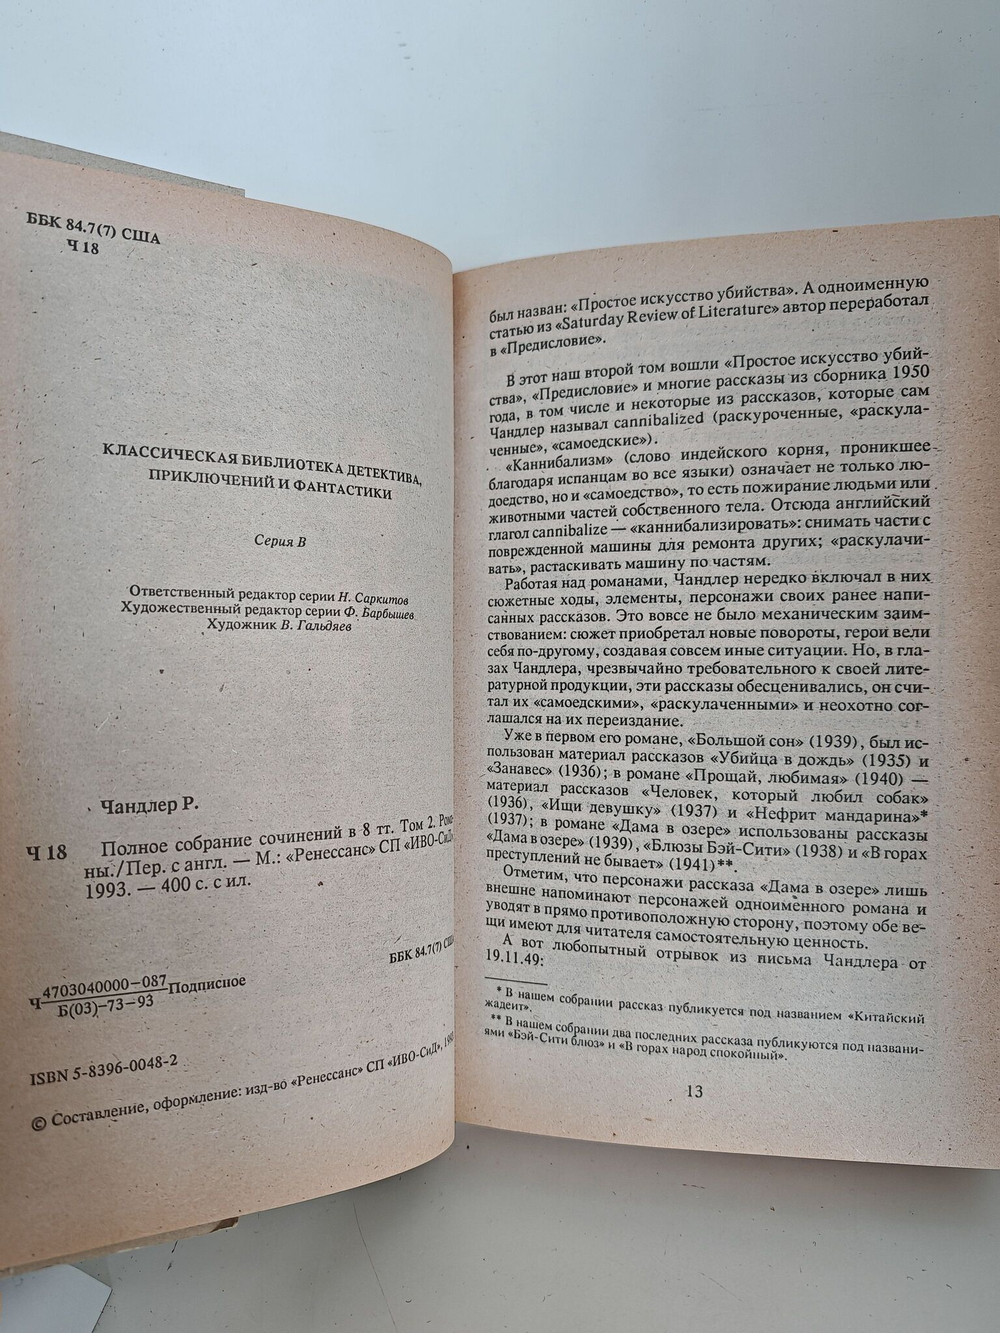 ББК 84.7(7) США
Ч 18
КЛАССИЧЕСКАЯ БИБЛИОТЕКА ДЕТЕКТИВА,
ПРИКЛЮЧЕНИЙ И ФАНТАСТИКИ
Серия В
Ответственный редактор серии Н. Саркитов
Художественный редактор серии Ф. Барбышев
Художник В. Гальдяев
Чандлер Р.
Ч 18 Полное собрание сочинений в 8 тт. Том 2. Рома-
ны./Пер. с англ. — М.: «Ренессанс» СП «ИВО-СиД»
1993. — 400 с. с ил.
Ч 4703040000—087 Подписное
Б(03)—73—93
ББК 84.7(7) США
ISBN 5-8396-0048-2
© Составление, оформление: изд-во «Ренессанс» СП «ИВО-СиД»,
был назван: «Простое искусство убийства». А одноименную
статью из «Saturday Review of Literature» автор переработал
в «Предисловие».
В этот наш второй том вошли «Простое искусство убий-
ства», «Предисловие» и многие рассказы из сборника 1950
года, в том числе и некоторые из рассказов, которые сам
Чандлер называл cannibalized (раскуроченные, «раскула-
ченные», «самоедские»).
«Каннибализм» (слово индейского корня, проникшее
благодаря испанцам во все языки) означает не только лю-
доедство, но и «самоедство», то есть пожирание людьми или
животными частей собственного тела. Отсюда английский
глагол cannibalize — «каннибализировать»: снимать части с
поврежденной машины для ремонта других; «раскулачи-
вать», растаскивать машину по частям.
Работая над романами, Чандлер нередко включал в них
сюжетные ходы, элементы, персонажи своих ранее напи-
санных рассказов. Это вовсе не было механическим заим-
ствованием: сюжет приобретал новые повороты, герои вели
себя по-другому, создавая совсем иные ситуации. Но, в гла-
зах Чандлера, чрезвычайно требовательного к своей лите-
ратурной продукции, эти рассказы обесценивались, он счи-
тал их «самоедскими», «раскулаченными» и неохотно сог-
лашался на их переиздание.
Уже в первом его романе, «Большой сон» (1939), был ис-
пользован материал рассказов «Убийца в дождь» (1935) и
«Занавес» (1936); в романе «Прощай, любимая» (1940) —
материал рассказов «Человек, который любил собак»
(1936), «Ищи девушку» (1937) и «Нефрит мандарина»*
(1937); в романе «Дама в озере» использованы рассказы
«Дама в озере» (1939), «Блюзы Бэй-Сити» (1938) и «В горах
преступлений не бывает» (1941)**.
Отметим, что персонажи рассказа «Дама в озере» лишь
внешне напоминают персонажей одноимённого романа и
уводят в прямо противоположную сторону, поэтому обе ве-
щи имеют для читателя самостоятельную ценность.
А вот любопытный отрывок из письма Чандлера от
19.11.49:
* В нашем собрании рассказ публикуется под названием «Китайский
жадеит».
** В нашем собрании два последних рассказа публикуются под названи-
ями «Бэй-Сити блюз» и «В горах народ спокойный».
13